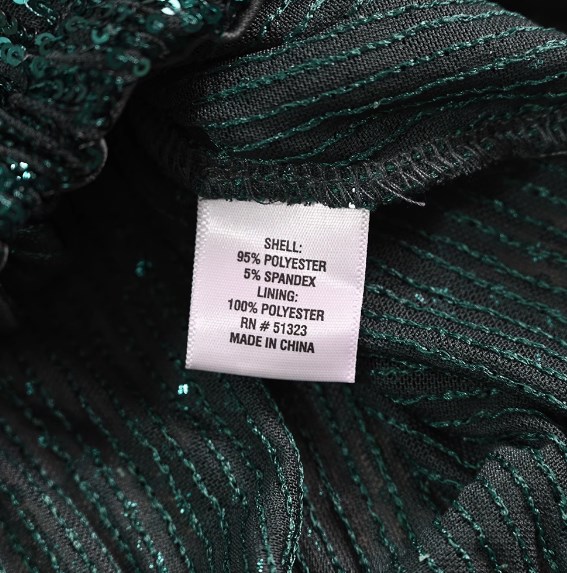 SHELL:
95% POLYESTER
5% SPANDEX
LINING:
100% POLYESTER
RN # 51323
MADE IN CHINA